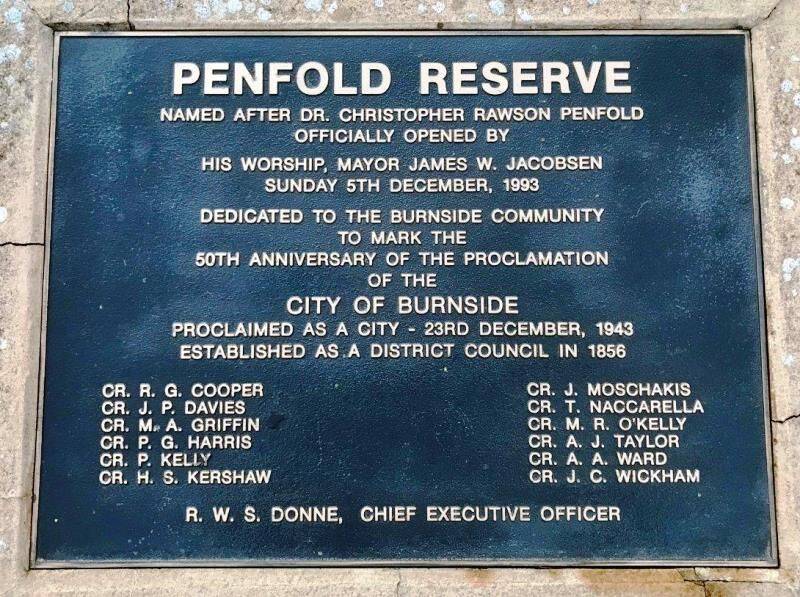 PENFOLD RESERVE
NAMED AFTER DR. CHRISTOPHER RAWSON PENFOLD
OFFICIALLY OPENED BY
HIS WORSHIP, MAYOR JAMES W. JACOBSEN
SUNDAY 5TH DECEMBER, 1993
DEDICATED TO THE BURNSIDE COMMUNITY
TO MARK THE
50TH ANNIVERSARY OF THE PROCLAMATION
OF THE
CITY OF BURNSIDE
PROCLAIMED AS A CITY - 23RD DECEMBER, 1943
ESTABLISHED AS A DISTRICT COUNCIL IN 1856
CR. R. G. COOPER
CR. J. P. DAVIES
CR. M. A. GRIFFIN
CR. P. G. HARRIS
CR. P. KELLY
CR. H. S. KERSHAW
CR. J. MOSCHAKIS
CR. T. NACCARELLA
CR. M. R. O'KELLY
CR. A. J. TAYLOR
CR. A. A. WARD
CR. J. C. WICKHAM
R. W. S. DONNE, CHIEF EXECUTIVE OFFICER